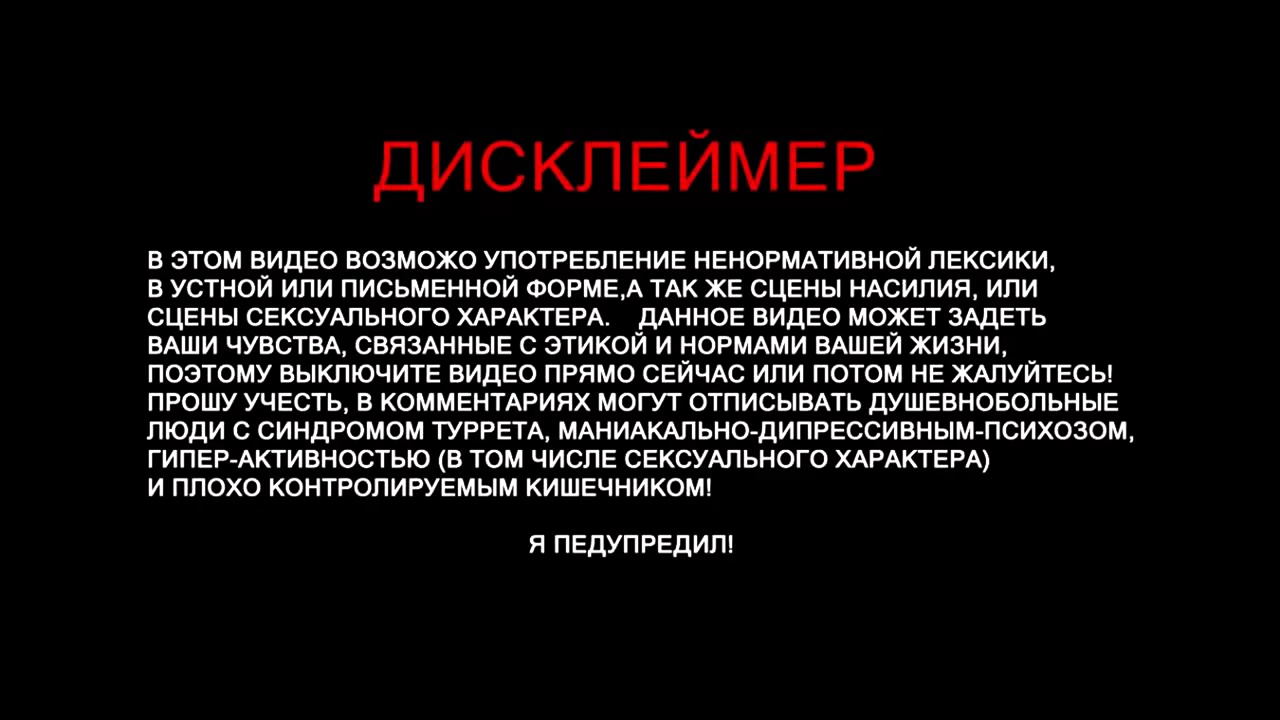 ДИСКЛЕЙМЕР
В ЭТОМ ВИДЕО ВОЗМОЖО УПОТРЕБЛЕНИЕ НЕНОРМАТИВНОЙ ЛЕКСИКИ,
В УСТНОЙ ИЛИ ПИСЬМЕННОЙ ФОРМЕ,А ТАК ЖЕ СЦЕНЫ НАСИЛИЯ, ИЛИ
СЦЕНЫ СЕКСУАЛЬНОГО ХАРАКТЕРА. ДАННОЕ ВИДЕО МОЖЕТ ЗАДЕТЬ
ВАШИ ЧУВСТВА, СВЯЗАННЫЕ С ЭТИКОЙ И НОРМАМИ ВАШЕЙ ЖИЗНИ,
ПОЭТОМУ ВЫКЛЮЧИТЕ ВИДЕО ПРЯМО СЕЙЧАС ИЛИ ПОТОМ НЕ ЖАЛУЙТЕСЬ!
ПРОШУ УЧЕСТЬ, В КОММЕНТАРИЯХ МОГУТ ОТПИСЫВАТЬ ДУШЕВНОБОЛЬНЫЕ
ЛЮДИ С СИНДРОМОМ ТУРРЕТА, МАНИАКАЛЬНО-ДИПРЕССИВНЫМ-ПСИХОЗОМ,
ГИПЕР-АКТИВНОСТЬЮ (В ТОМ ЧИСЛЕ СЕКСУАЛЬНОГО ХАРАКТЕРА)
И ПЛОХО КОНТРОЛИРУЕМЫМ КИШЕЧНИКОМ!
Я ПЕДУПРЕДИЛ!